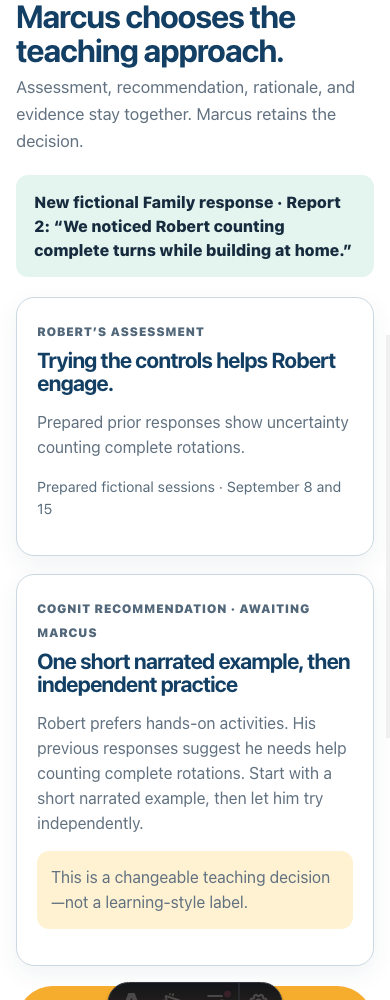 Marcus chooses the
teaching approach.
Assessment, recommendation, rationale, and
evidence stay together. Marcus retains the
decision.
New fictional Family response · Report
2: “We noticed Robert counting
complete turns while building at home.”
ROBERT’S ASSESSMENT
Trying the controls helps Robert
engage.
Prepared prior responses show uncertainty
counting complete rotations.
Prepared fictional sessions · September 8 and
15
COGNIT RECOMMENDATION · AWAITING
MARCUS
One short narrated example, then
independent practice
Robert prefers hands-on activities. His
previous responses suggest he needs help
counting complete rotations. Start with a
short narrated example, then let him try
independently.
This is a changeable teaching decision
—not a learning-style label.